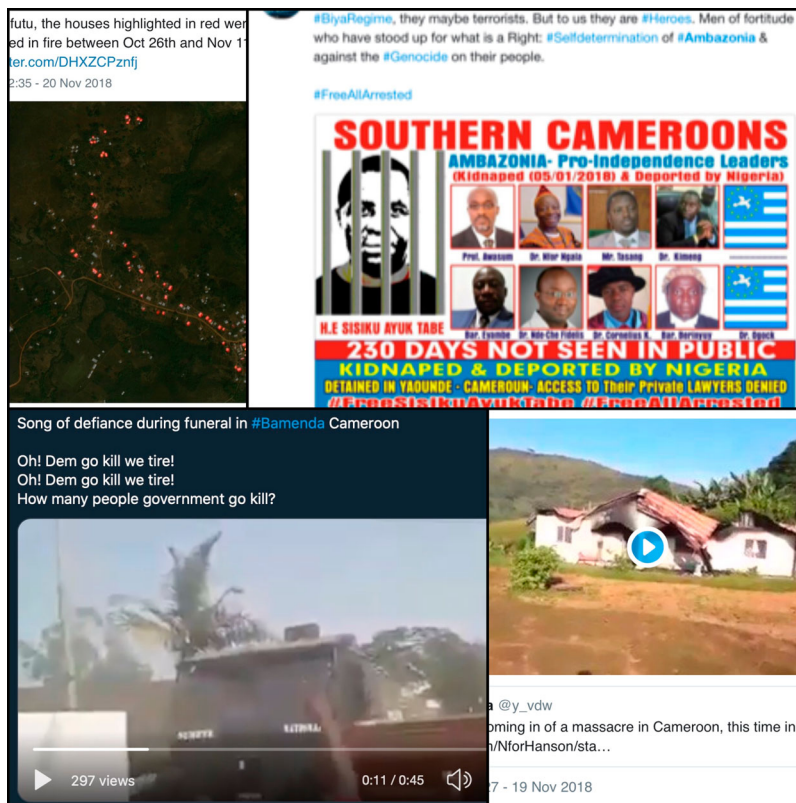 futu, the houses highlighted in red wer
ed in fire between Oct 26th and Nov 11
ter.com/DHXZCPznfj
2:35 - 20 Nov 2018
#BiyaRegime, they maybe terrorists. But to us they are #Heroes. Men of fortitude
who have stood up for what is a Right: #Selfdetermination of #Ambazonia &
against the #Genocide on their people.
#FreeAllArrested
SOUTHERN CAMEROONS
AMBAZONIA- Pro-Independence Leaders
(Kidnaped (05/01/2018) & Deported by Nigeria)
Prof. Awasum Dr. Nfor Ngala Mr. Tasang Dr. Kimeng
H.E SISIKU AYUK TABE
Bar. Eyambe Dr. Nde Che Fidelis Dr. Cornelius K. Bar. Berinyuy Dr. Ogock
230 DAYS NOT SEEN IN PUBLIC
KIDNAPED & DEPORTED BY NIGERIA
DETAINED IN YAOUNDE - CAMEROUN- ACCESS TO Their Private LAWYERS DENIED
#FreeSisikuAyukTabe #FreeAllArrested
Song of defiance during funeral in #Bamenda Cameroon
Oh! Dem go kill we tire!
Oh! Dem go kill we tire!
How many people government go kill?
297 views
0:11 / 0:45
a @y_vdw
oming in of a massacre in Cameroon, this time in
n/NforHanson/sta…
27 - 19 Nov 2018